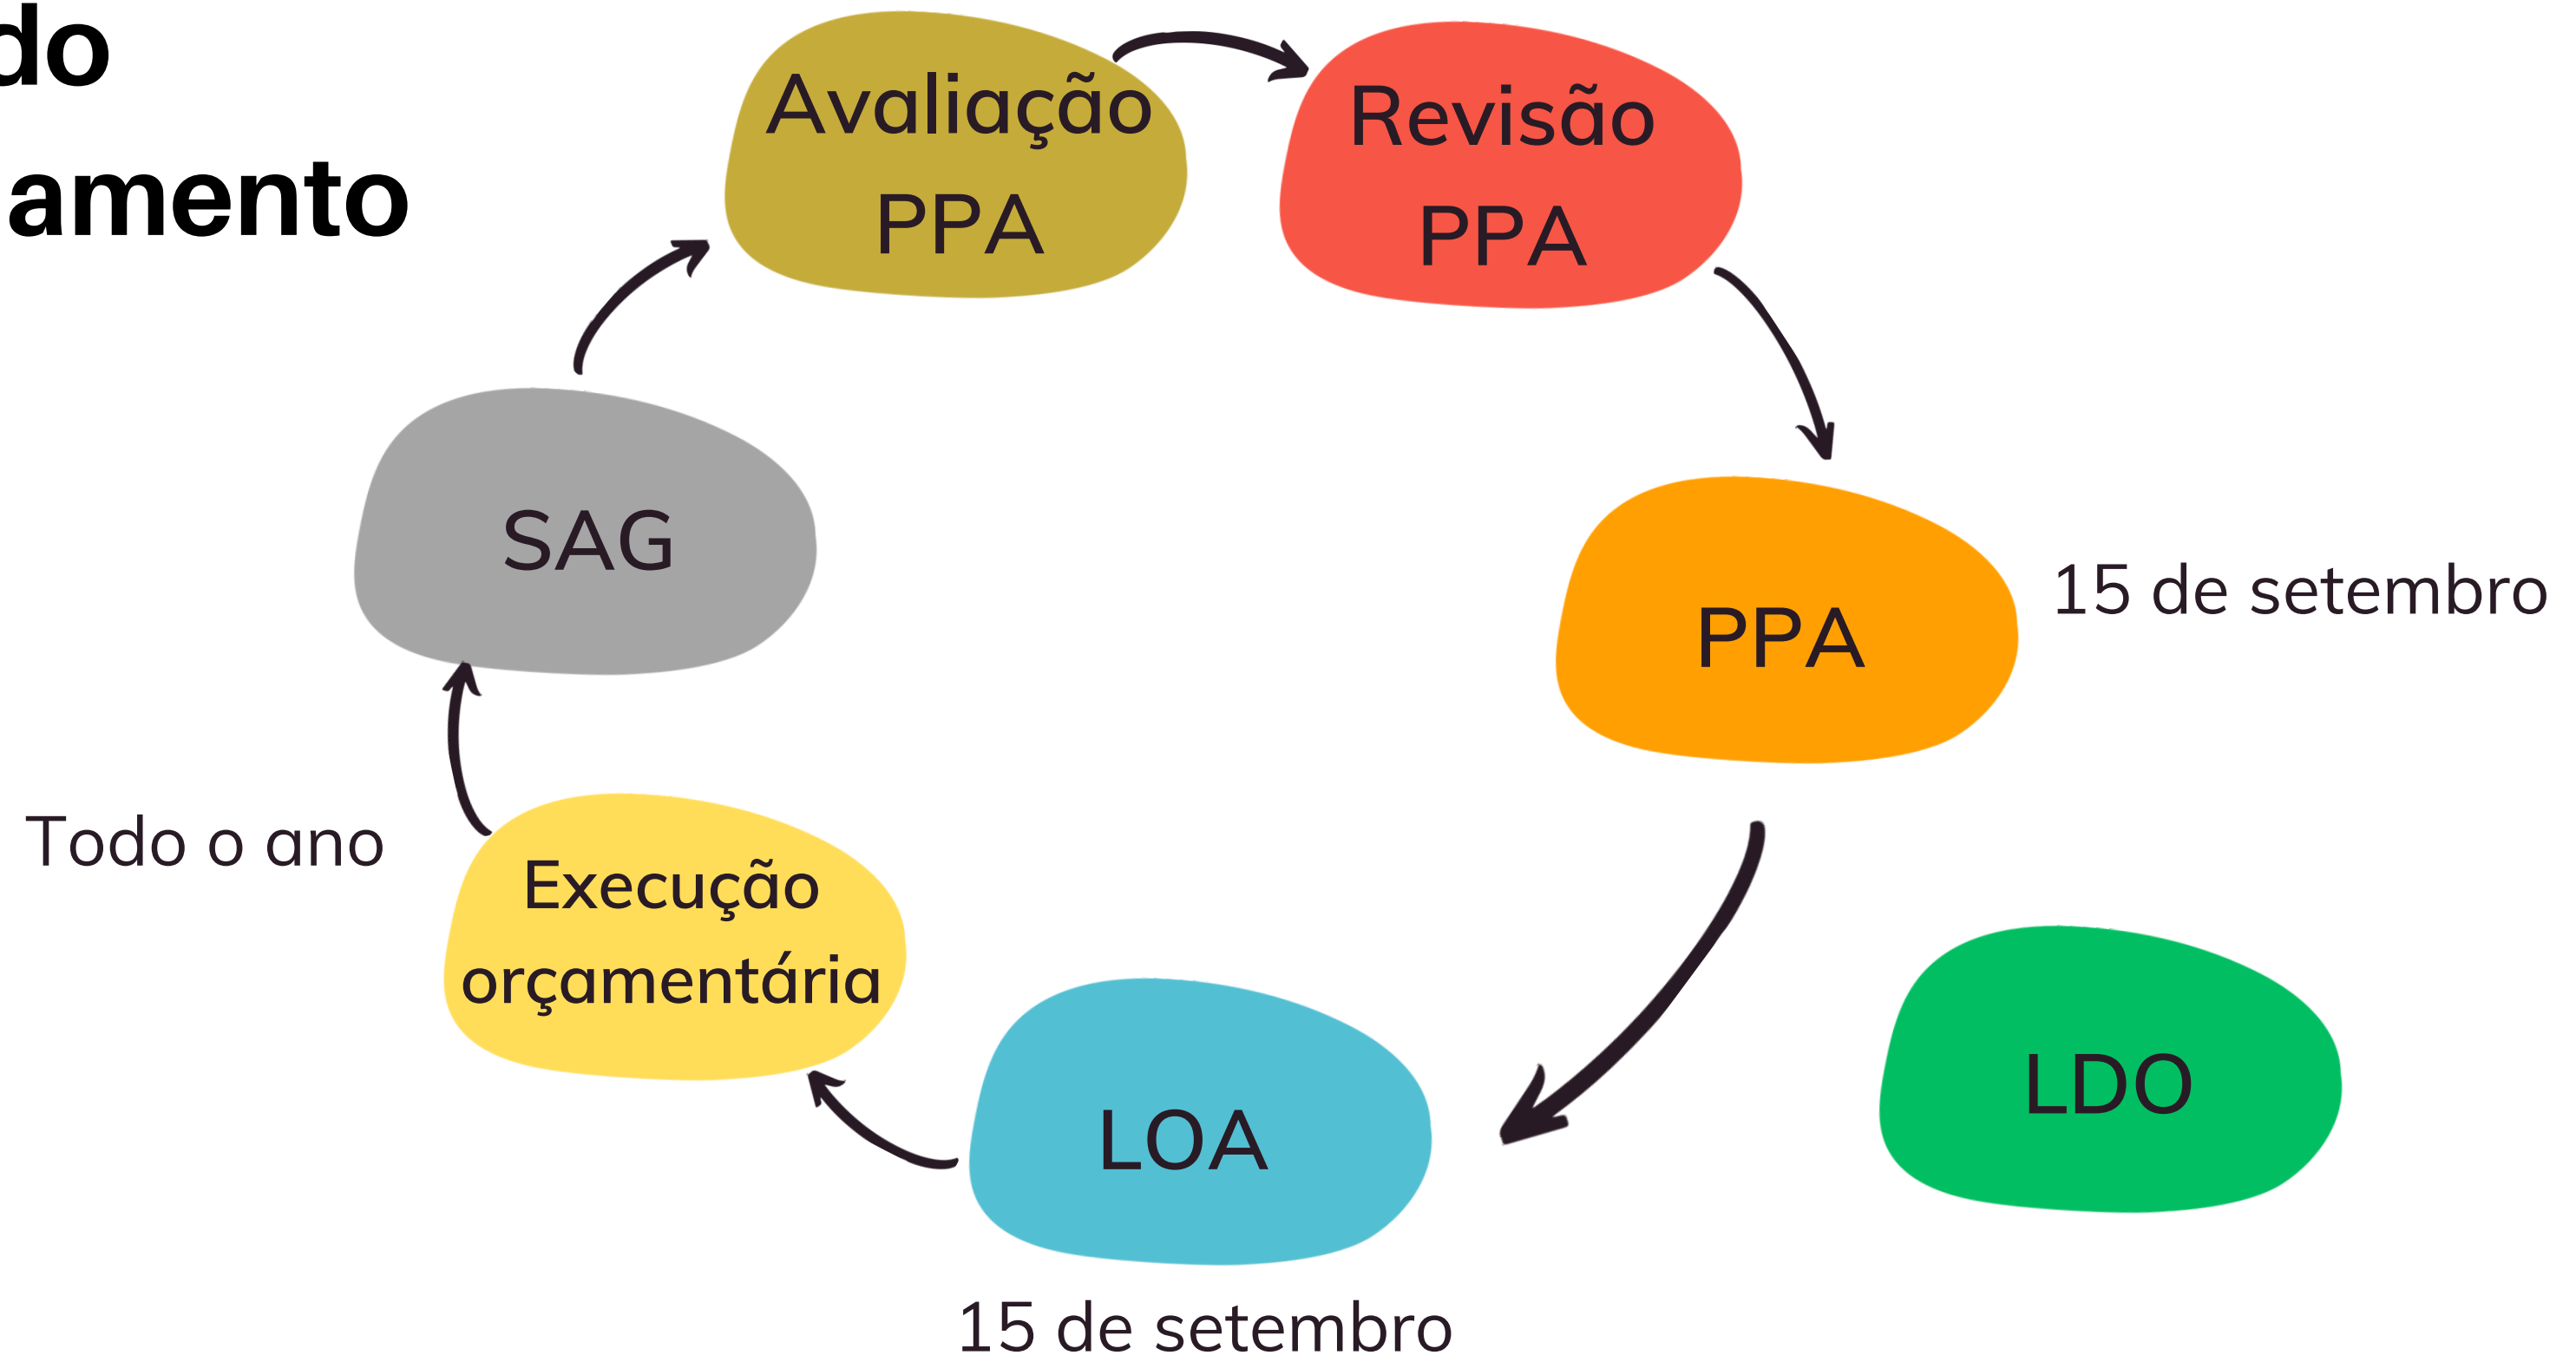 do
amento
Avaliação
PPA
Revisão
PPA
SAG
PPA
15 de setembro
Todo o ano
Execução
orçamentária
LDO
LOA
15 de setembro